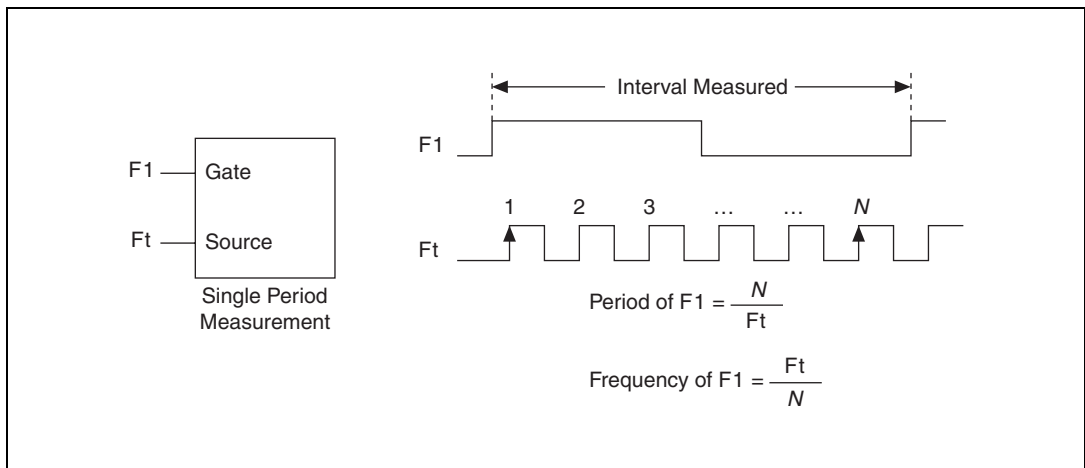 Interval Measured
F1
Gate
F1
1 2 3 … … N
Ft
Source
Ft
Single Period
Measurement
Period of F1 = N
Ft
Frequency of F1 = Ft
N